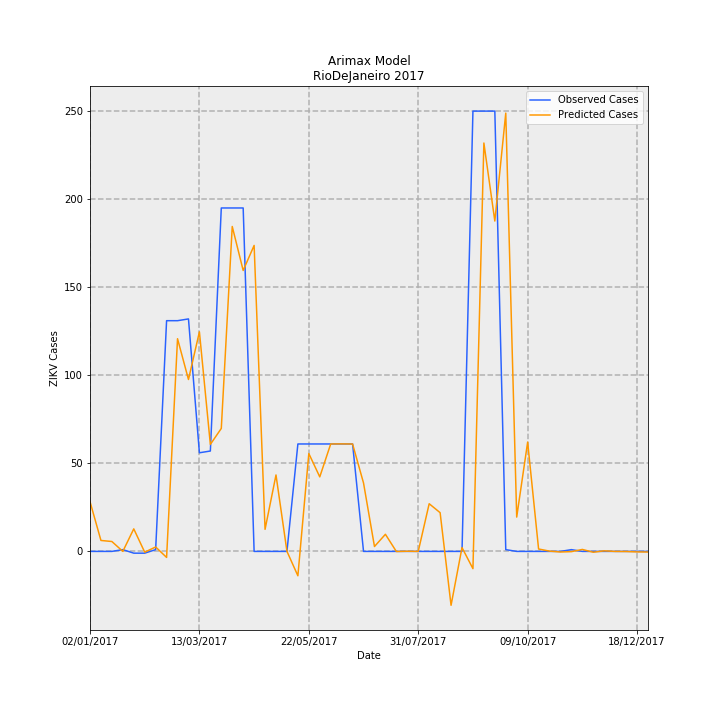 Arimax Model
RioDeJaneiro 2017
Observed Cases
Predicted Cases
250
200
150
100
50
0
ZIKV Cases
02/01/2017 13/03/2017 22/05/2017 31/07/2017 09/10/2017 18/12/2017
Date